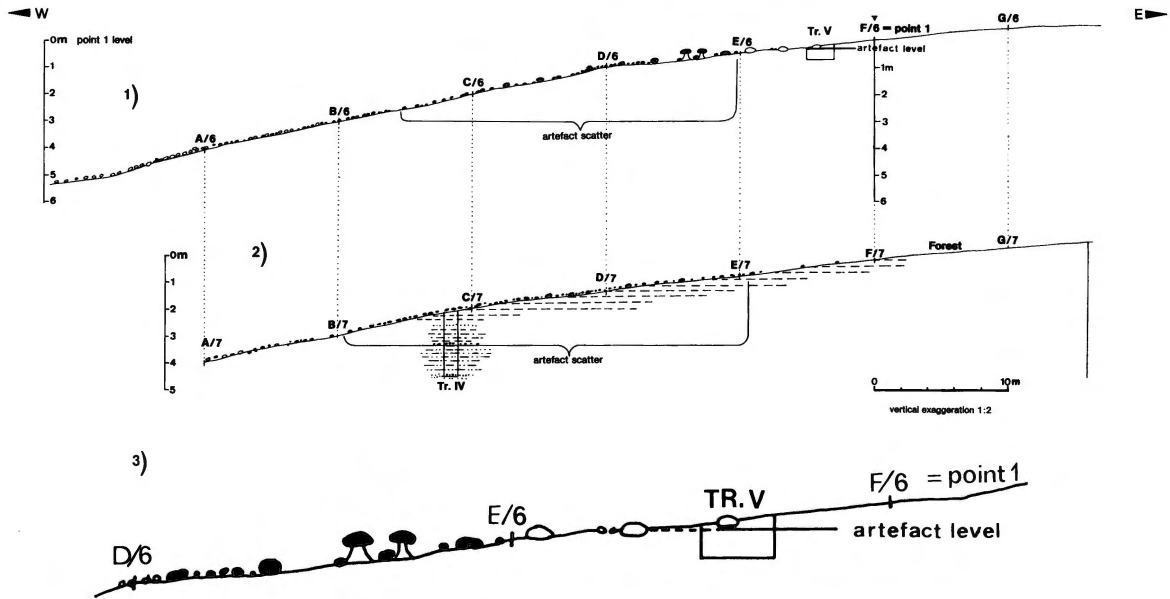 W
E
0m point 1 level
-1
-2
-3
-4
-5
-6
1)
A/6
B/6
C/6
D/6
E/6
Tr. V
F/6 = point 1
G/6
artefact level
1m
-2
-3
-4
-5
-6
artefact scatter
2)
0m
-1
-2
-3
-4
-5
A/7
B/7
C/7
D/7
E/7
F/7
Forest
G/7
artefact scatter
Tr. IV
0
10m
vertical exaggeration 1:2
3)
D/6
E/6
TR. V
F/6 = point 1
artefact level